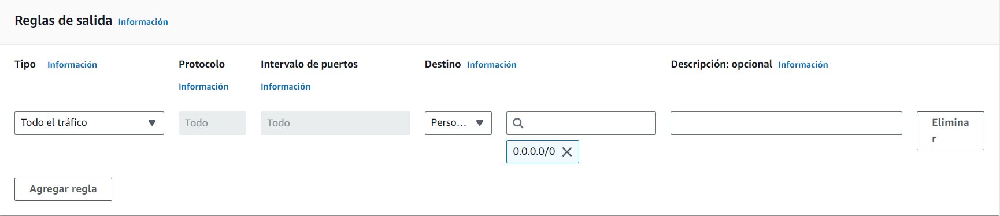 Reglas de salida Información
Tipo Información Protocolo Intervalo de puertos Destino Información Descripción: opcional Información
Información Información
Todo el tráfico Todo Todo Perso... Elimina
r
0.0.0.0/0
Agregar regla